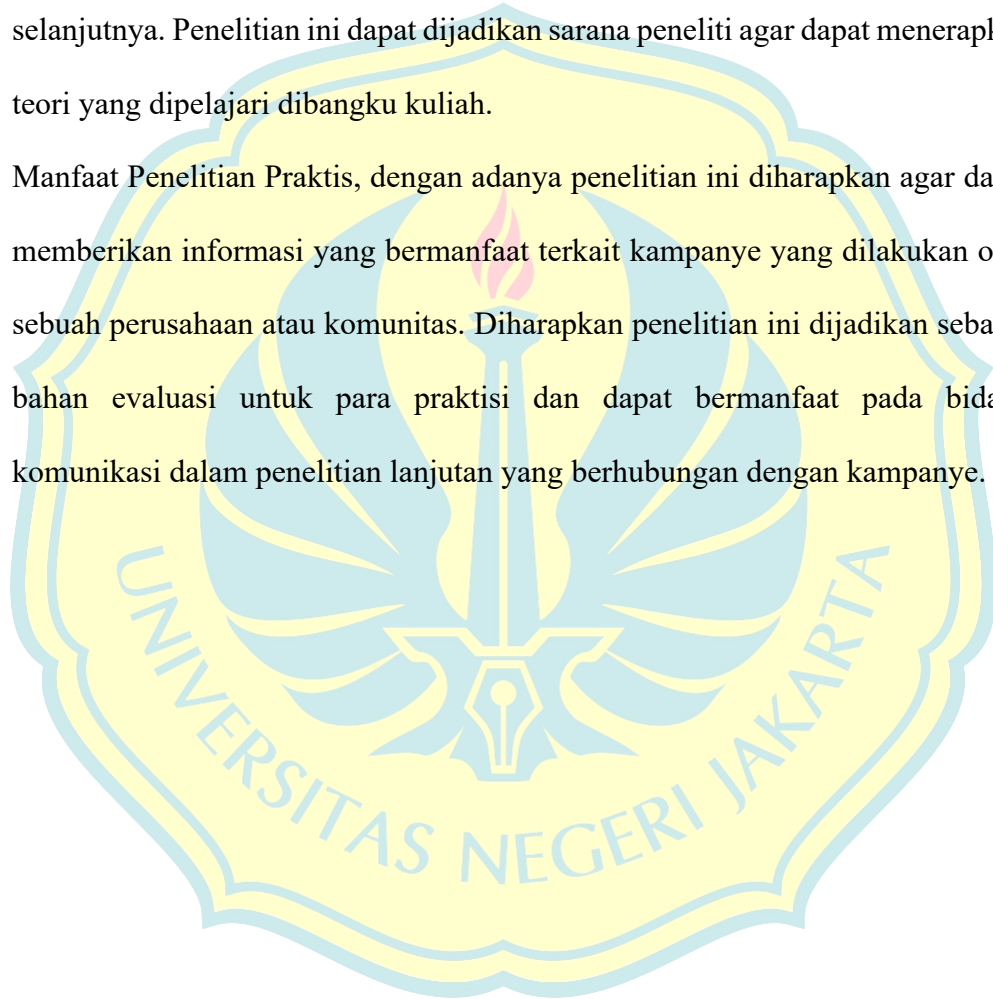 selanjutnya. Penelitian ini dapat dijadikan sarana peneliti agar dapat menerapk
teori yang dipelajari dibangku kuliah.
Manfaat Penelitian Praktis, dengan adanya penelitian ini diharapkan agar da
memberikan informasi yang bermanfaat terkait kampanye yang dilakukan o
sebuah perusahaan atau komunitas. Diharapkan penelitian ini dijadikan seba
bahan evaluasi untuk para praktisi dan dapat bermanfaat pada bida
komunikasi dalam penelitian lanjutan yang berhubungan dengan kampanye.
UNIVERSITAS NEGERI JAKARTA